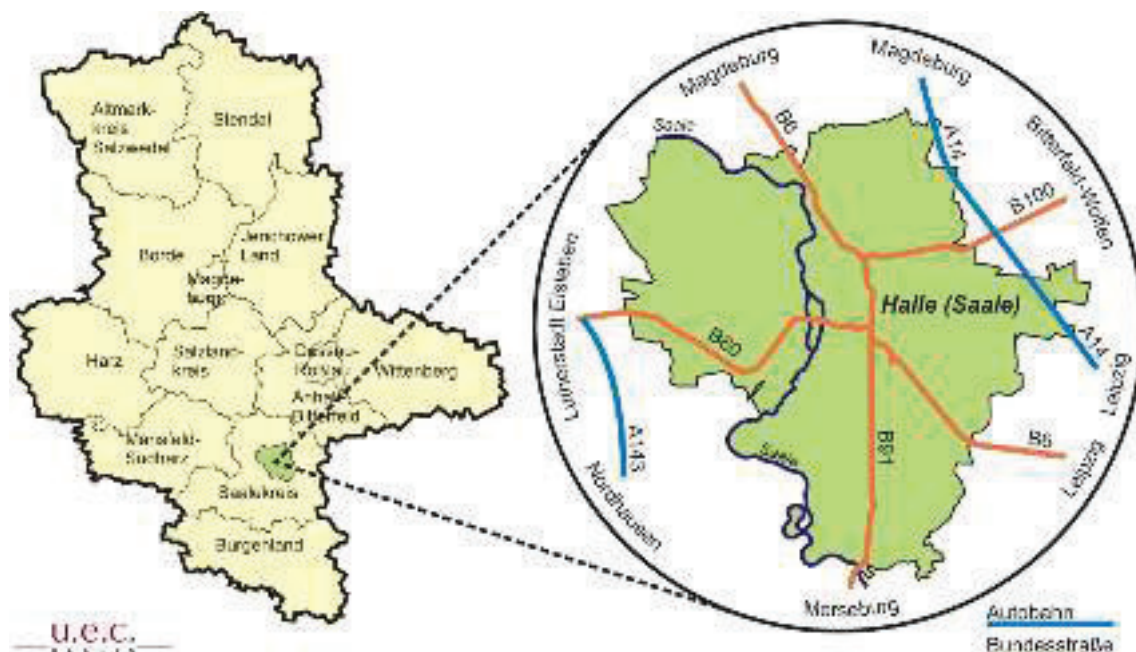 Altmark-
kreis
Salzwedel
Stendal
Jerichower
Land
Börde
Magde-
burg
Harz
Salzland-
kreis
Dessau-
Roßlau
Wittenberg
Anhalt-
Bitterfeld
Mansfeld-
Südharz
Saalekreis
Burgenland
u.e.c.
Magdeburg
Magdeburg
Saale
B6
A14
Bitterfeld-Wolfen
B100
Lutherstadt Eisleben
Halle (Saale)
B80
A14
Leipzig
A143
Nordhausen
Saale
B91
B6
Leipzig
Merseburg
Autobahn
Bundesstraße